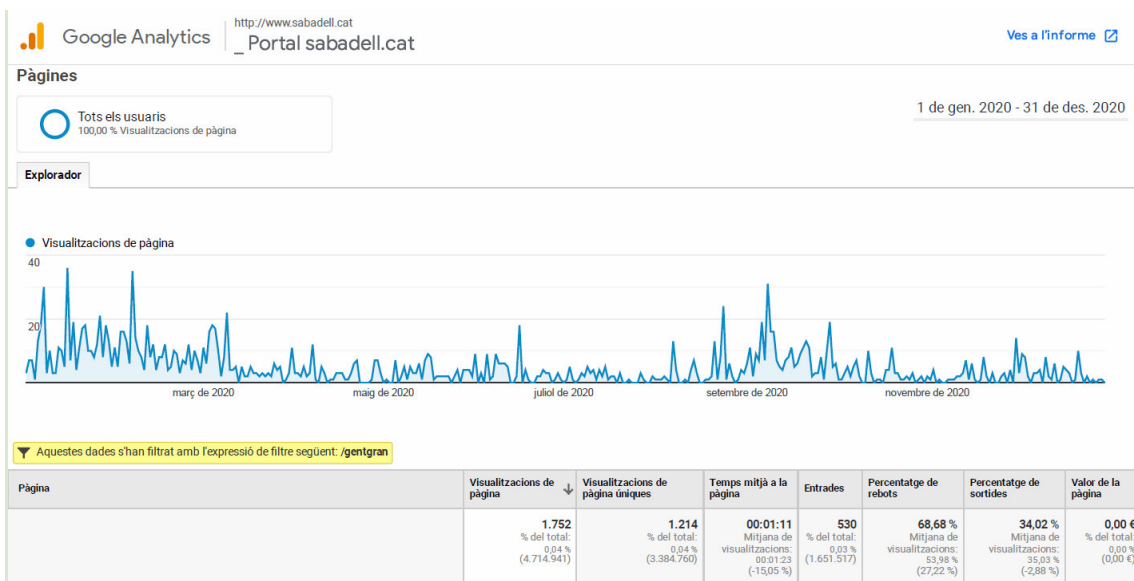 Google Analytics
http://www.sabadell.cat
_ Portal sabadell.cat
Ves a l'informe
Pàgines
Tots els usuaris
100,00 % Visualitzacions de pàgina
1 de gen. 2020 - 31 de des. 2020
Explorador
Visualitzacions de pàgina
40
20
març de 2020 maig de 2020 juliol de 2020 setembre de 2020 novembre de 2020
Aquestes dades s'han filtrat amb l'expressió de filtre següent: /gentgran
Pàgina
Visualitzacions de
pàgina
Visualitzacions de
pàgina úniques
Temps mitjà a la
pàgina
Entrades
Percentatge de
rebots
Percentatge de
sortides
Valor de la
pàgina
1.752
% del total:
0,04 %
(4.714.941)
1.214
% del total:
0,04 %
(3.384.760)
00:01:11
Mitjana de
visualitzacions:
00:01:23
(-15,05 %)
530
% del total:
0,03 %
(1.651.517)
68,68 %
Mitjana de
visualitzacions:
53,98 %
(27,22 %)
34,02 %
Mitjana de
visualitzacions:
35,03 %
(-2,88 %)
0,00 €
% del total:
0,00 %
(0,00 €)